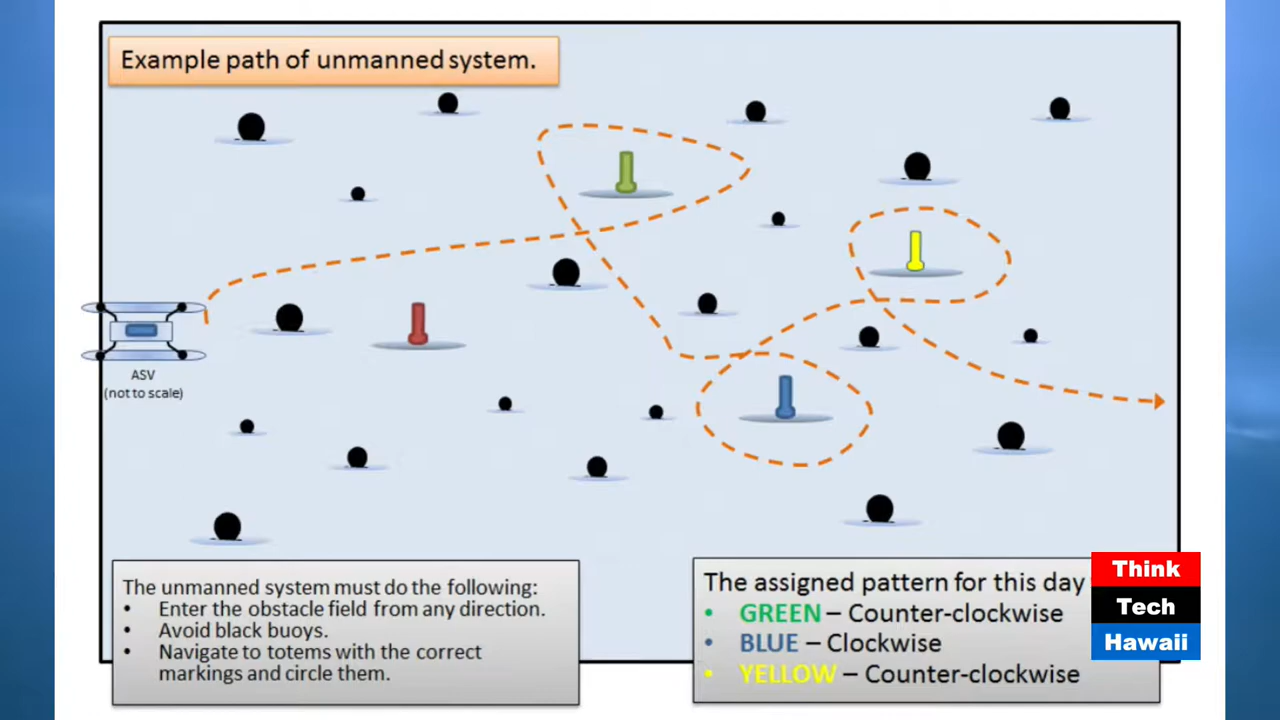 Example path of unmanned system.
ASV
(not to scale)
The unmanned system must do the following:
• Enter the obstacle field from any direction.
• Avoid black buoys.
• Navigate to totems with the correct
markings and circle them.
The assigned pattern for this day
• GREEN – Counter-clockwise
• BLUE – Clockwise
• YELLOW – Counter-clockwise
Think
Tech
Hawaii